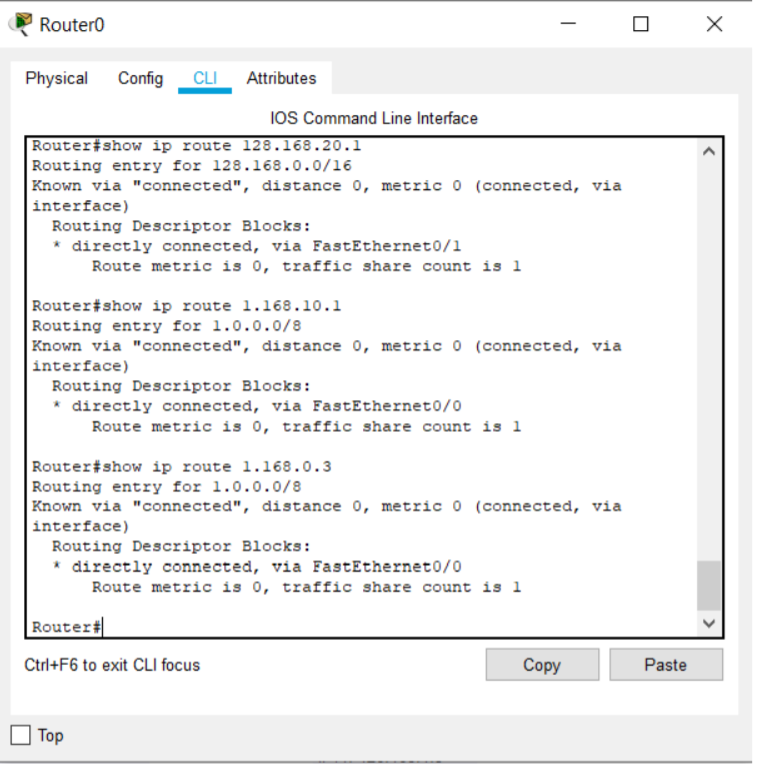 Router0
Physical Config CLI Attributes
IOS Command Line Interface
Router#show ip route 128.168.20.1
Routing entry for 128.168.0.0/16
Known via "connected", distance 0, metric 0 (connected, via
interface)
Routing Descriptor Blocks:
* directly connected, via FastEthernet0/1
Route metric is 0, traffic share count is 1
Router#show ip route 1.168.10.1
Routing entry for 1.0.0.0/8
Known via "connected", distance 0, metric 0 (connected, via
interface)
Routing Descriptor Blocks:
* directly connected, via FastEthernet0/0
Route metric is 0, traffic share count is 1
Router#show ip route 1.168.0.3
Routing entry for 1.0.0.0/8
Known via "connected", distance 0, metric 0 (connected, via
interface)
Routing Descriptor Blocks:
* directly connected, via FastEthernet0/0
Route metric is 0, traffic share count is 1
Router#
Ctrl+F6 to exit CLI focus
Copy Paste
Top